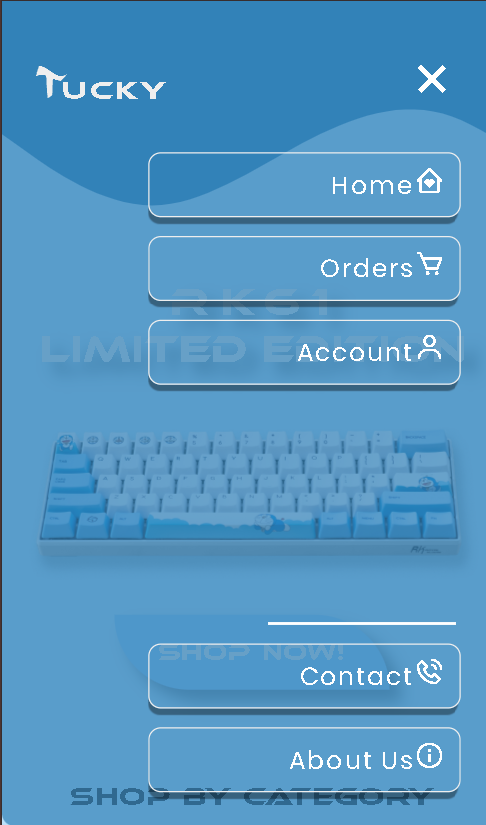 TUCKY
Home
Orders
RK61
LIMITED EDITION
Account
SHOP NOW!
Contact
About Us
SHOP BY CATEGORY